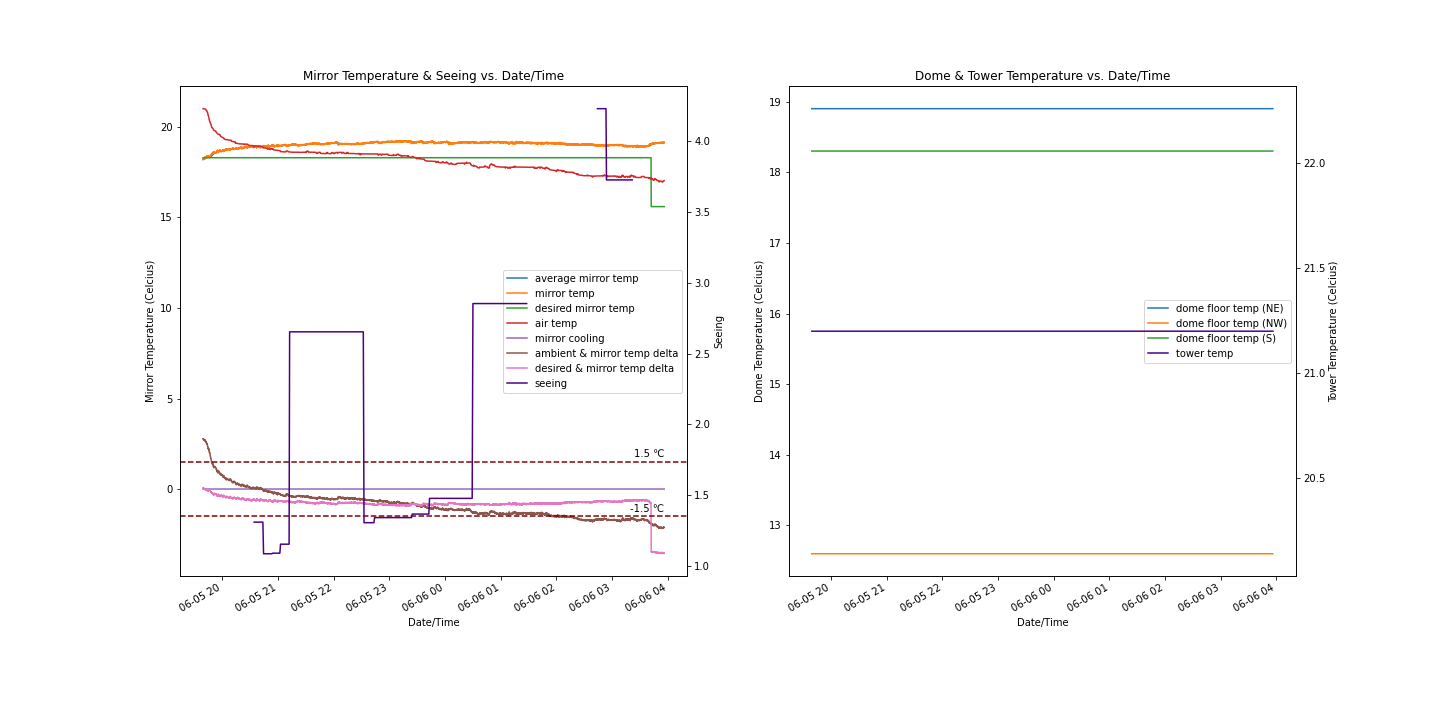 Mirror Temperature & Seeing vs. Date/Time
Mirror Temperature (Celcius)
20
15
10
5
0
4.0
3.5
3.0
2.5
2.0
1.5
1.0
Seeing
average mirror temp
mirror temp
desired mirror temp
air temp
mirror cooling
ambient & mirror temp delta
desired & mirror temp delta
seeing
1.5 °C
-1.5 °C
06-05 20
06-05 21
06-05 22
06-05 23
06-06 00
06-06 01
06-06 02
06-06 03
06-06 04
Date/Time
Dome & Tower Temperature vs. Date/Time
Dome Temperature (Celcius)
19
18
17
16
15
14
13
22.0
21.5
21.0
20.5
Tower Temperature (Celcius)
dome floor temp (NE)
dome floor temp (NW)
dome floor temp (S)
tower temp
06-05 20
06-05 21
06-05 22
06-05 23
06-06 00
06-06 01
06-06 02
06-06 03
06-06 04
Date/Time